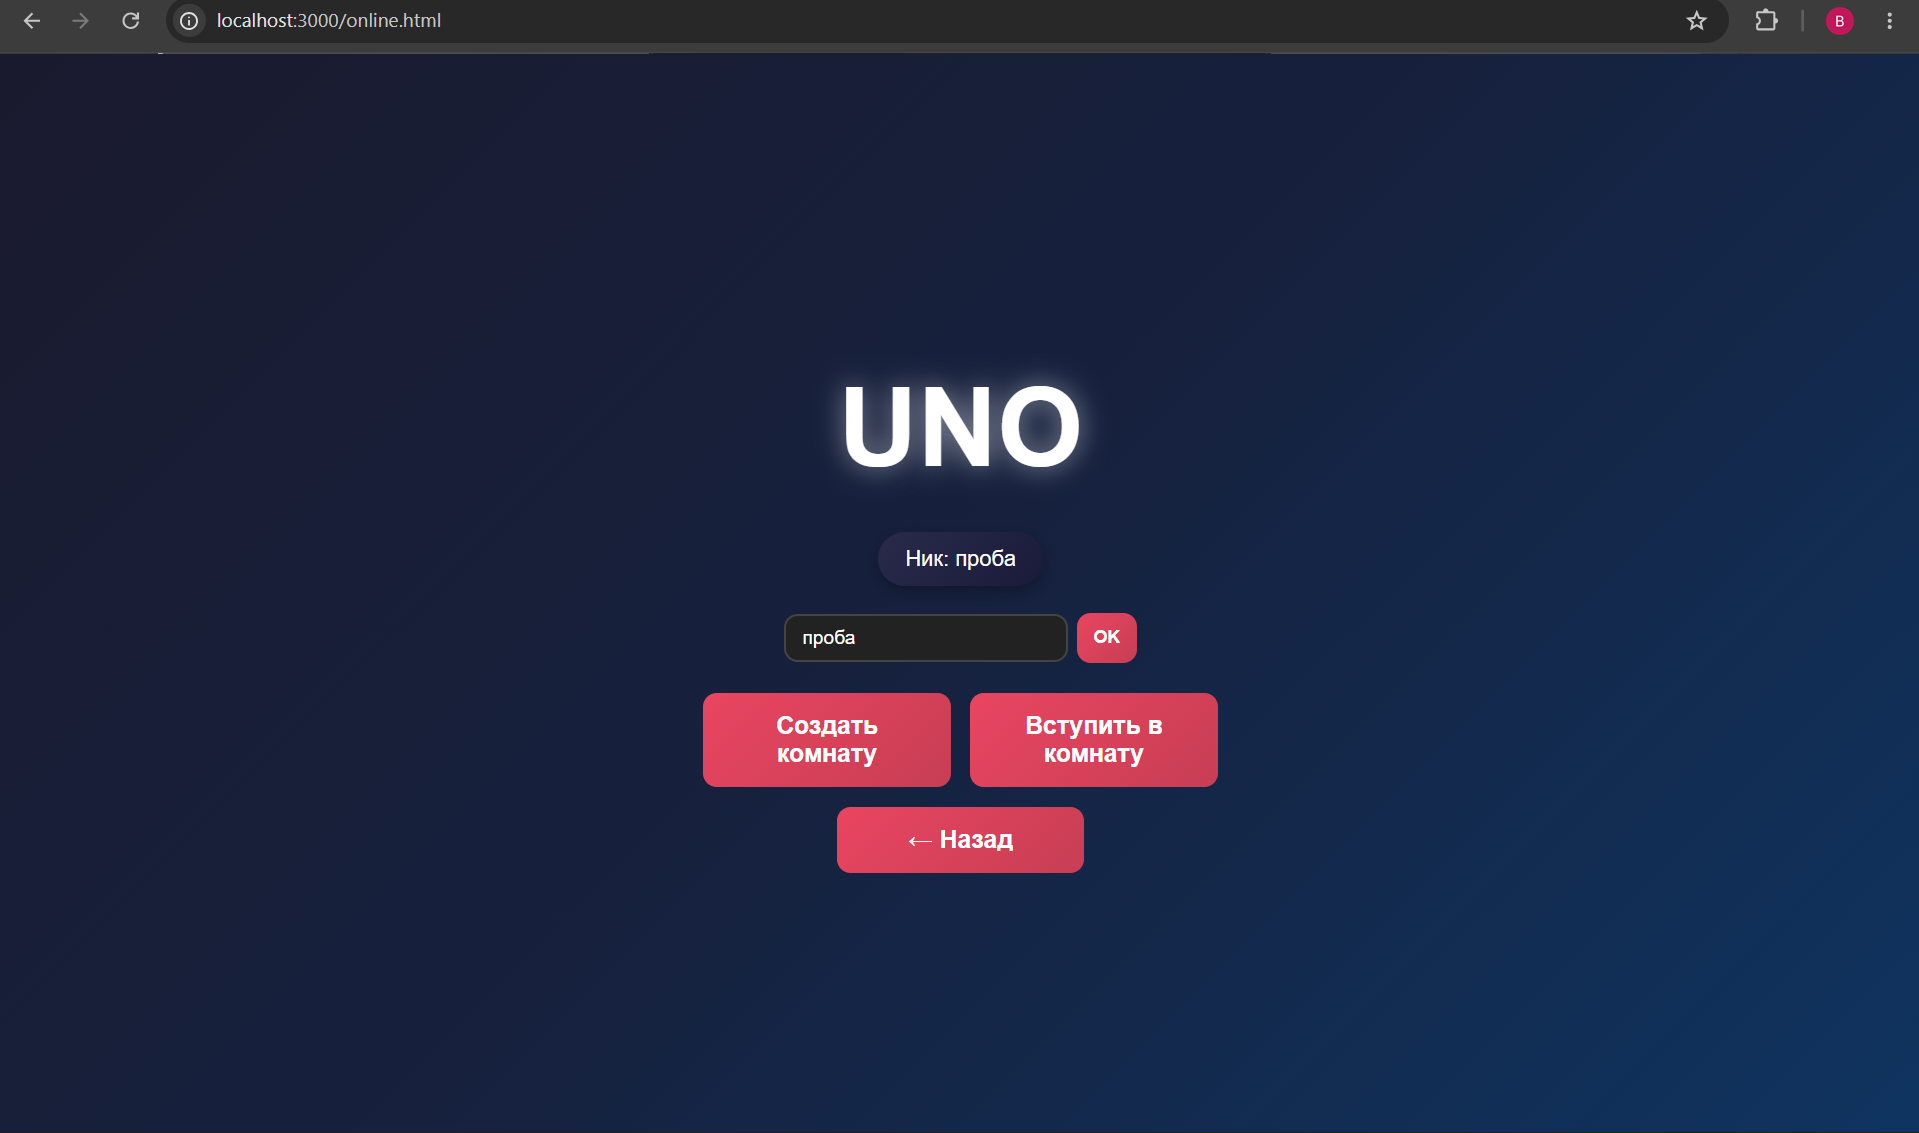 localhost:3000/online.html
B
UNO
Ник: проба
проба
OK
Создать
комнату
Вступить в
комнату
← Назад